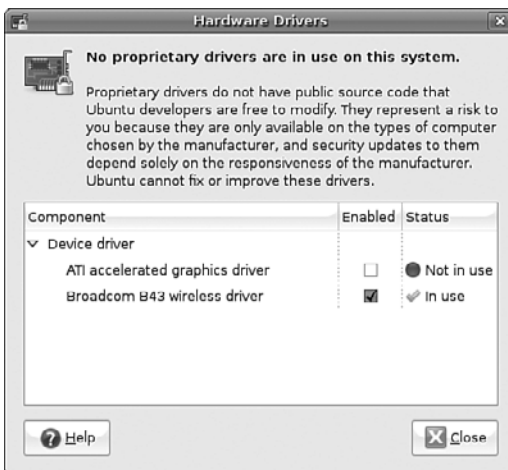 Hardware Drivers
No proprietary drivers are in use on this system.
Proprietary drivers do not have public source code that
Ubuntu developers are free to modify. They represent a risk to
you because they are only available on the types of computer
chosen by the manufacturer, and security updates to them
depend solely on the responsiveness of the manufacturer.
Ubuntu cannot fix or improve these drivers.
Component Enabled Status
Device driver
ATI accelerated graphics driver Not in use
Broadcom B43 wireless driver In use
Help Close